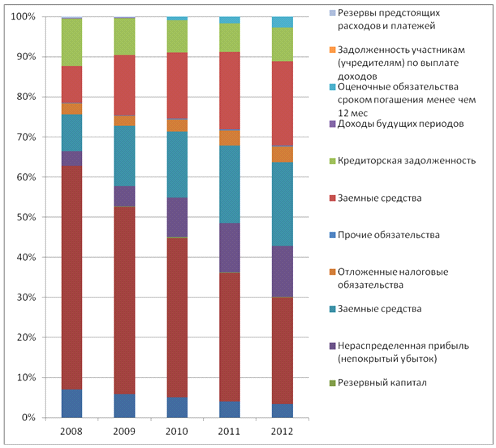 100%
90%
80%
70%
60%
50%
40%
30%
20%
10%
0%
2008 2009 2010 2011 2012
Резервы предстоящих
расходов и платежей
Задолженность участникам
(учредителям) по выплате
доходов
Оценочные обязательства
сроком погашения менее чем
12 мес
Доходы будущих периодов
Кредиторская задолженность
Заемные средства
Прочие обязательства
Отложенные налоговые
обязательства
Заемные средства
Нераспределенная прибыль
(непокрытый убыток)
Резервный капитал